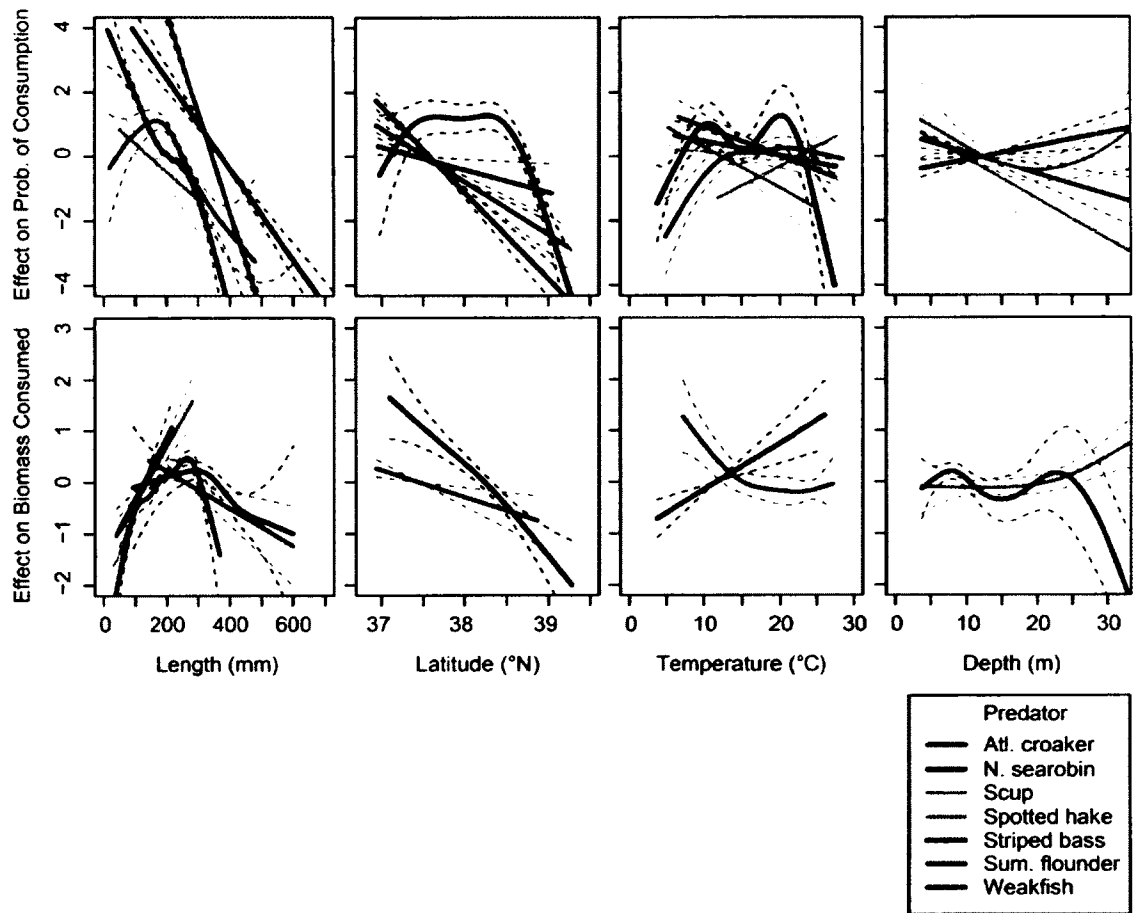 Effect on Prob. of Consumption
4
2
0
-2
-4
Effect on Biomass Consumed
3
2
1
0
-1
-2
0 200 400 600
Length (mm)
37 38 39
Latitude (°N)
0 10 20 30
Temperature (°C)
0 10 20 30
Depth (m)
Predator
Atl. croaker
N. searobin
Scup
Spotted hake
Striped bass
Sum. flounder
Weakfish